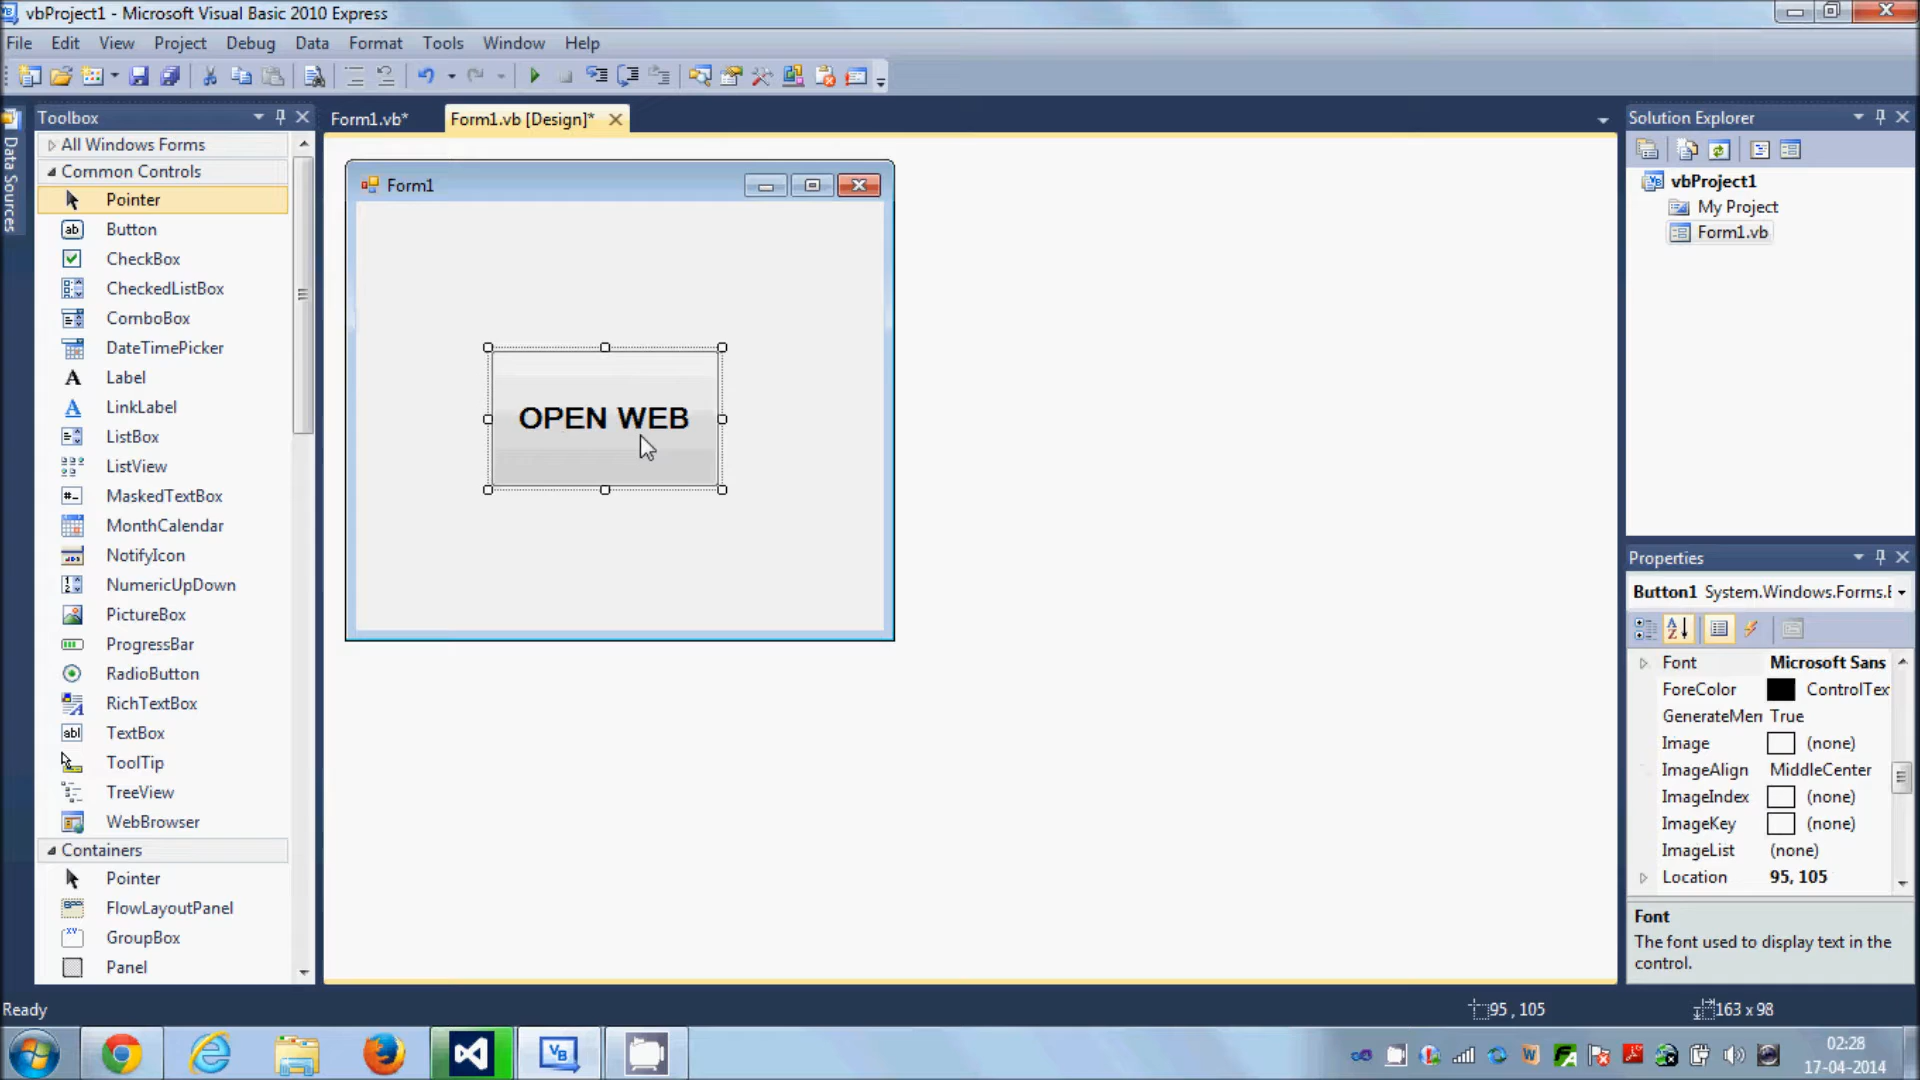 vbProject1 - Microsoft Visual Basic 2010 Express
File Edit View Project Debug Data Format Tools Window Help
Data Sources
Toolbox
All Windows Forms
Common Controls
Pointer
Button
CheckBox
CheckedListBox
ComboBox
DateTimePicker
Label
LinkLabel
ListBox
ListView
MaskedTextBox
MonthCalendar
NotifyIcon
NumericUpDown
PictureBox
ProgressBar
RadioButton
RichTextBox
TextBox
ToolTip
TreeView
WebBrowser
Containers
Pointer
FlowLayoutPanel
GroupBox
Panel
Form1.vb* Form1.vb [Design]*
Form1
OPEN WEB
Solution Explorer
vbProject1
My Project
Form1.vb
Properties
Button1 System.Windows.Forms.E
Font Microsoft Sans
ForeColor ControlTex
GenerateMen True
Image (none)
ImageAlign MiddleCenter
ImageIndex (none)
ImageKey (none)
ImageList (none)
Location 95, 105
Font
The font used to display text in the
control.
Ready 95 , 105 163 x 98
02:28
17-04-2014